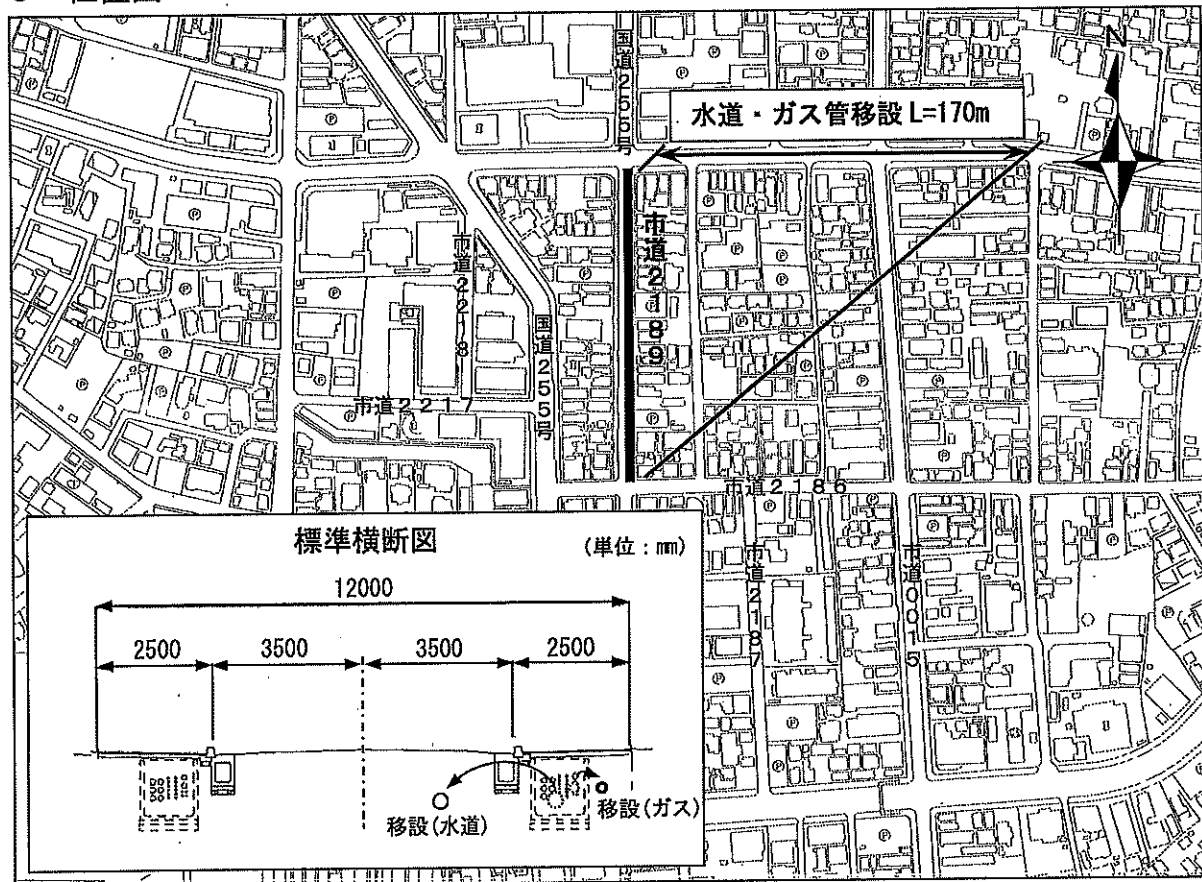 国道255号
N
水道・ガス管移設 L=170m
市道2189
市道2218
国道255号
市道2217
市道2186
市道2187
市道0015
標準横断図
(単位：mm)
12000
2500
3500
3500
2500
移設(水道)
移設(ガス)